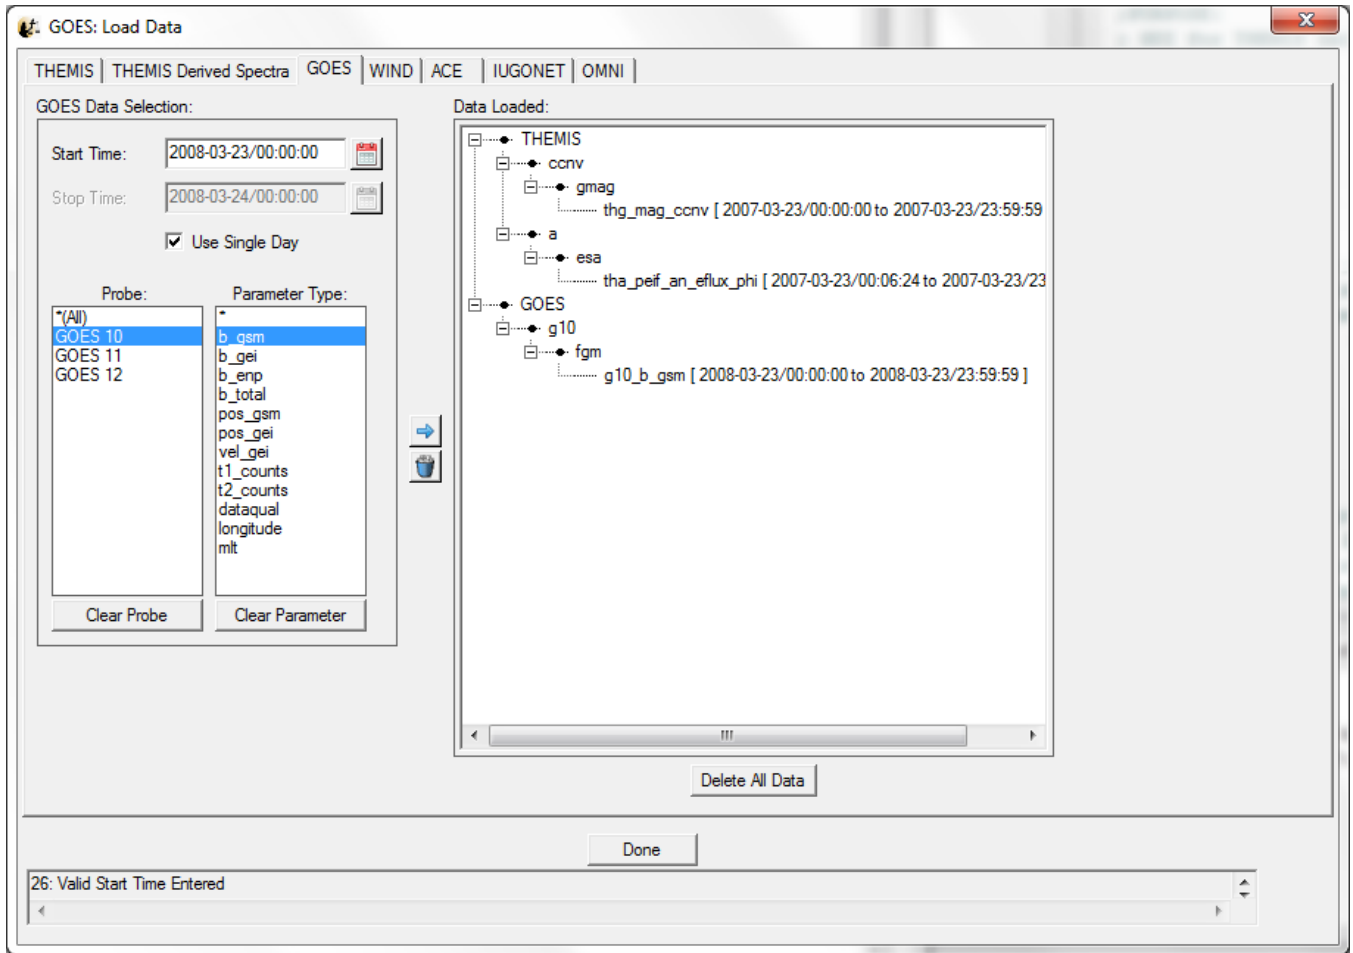 GOES: Load Data
THEMIS
THEMIS Derived Spectra
GOES
WIND
ACE
IUGONET
OMNI
GOES Data Selection:
Start Time:
2008-03-23/00:00:00
Stop Time:
2008-03-24/00:00:00
Use Single Day
Probe:
*(All)
GOES 10
GOES 11
GOES 12
Clear Probe
Parameter Type:
*
b_gsm
b_gei
b_enp
b_total
pos_gsm
pos_gei
vel_gei
t1_counts
t2_counts
dataqual
longitude
mlt
Clear Parameter
Data Loaded:
THEMIS
ccnv
gmag
thg_mag_ccnv [ 2007-03-23/00:00:00 to 2007-03-23/23:59:59
a
esa
tha_peif_an_eflux_phi [ 2007-03-23/00:06:24 to 2007-03-23/23
GOES
g10
fgm
g10_b_gsm [ 2008-03-23/00:00:00 to 2008-03-23/23:59:59 ]
Delete All Data
Done
26: Valid Start Time Entered